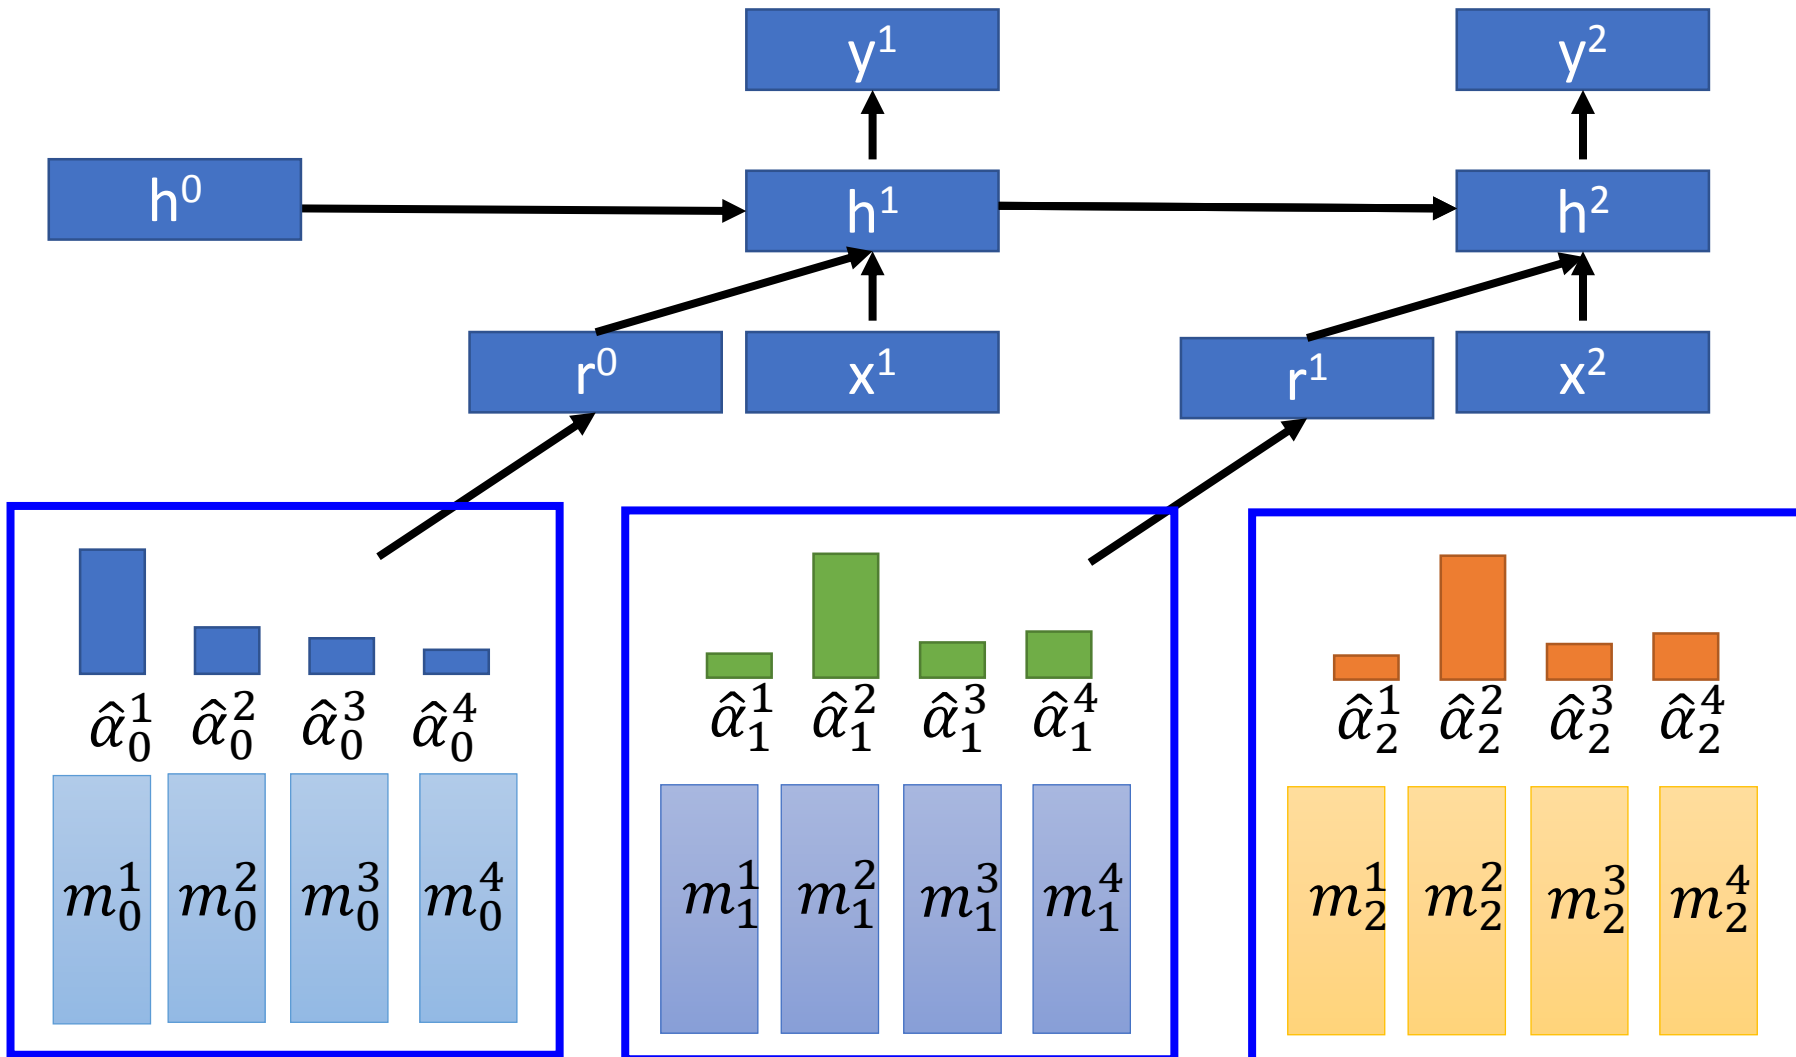 y¹ y²
h⁰ h¹ h²
r⁰ x¹ r¹ x²
α̂₀¹ α̂₀² α̂₀³ α̂₀⁴ α̂₁¹ α̂₁² α̂₁³ α̂₁⁴ α̂₂¹ α̂₂² α̂₂³ α̂₂⁴
m₀¹ m₀² m₀³ m₀⁴ m₁¹ m₁² m₁³ m₁⁴ m₂¹ m₂² m₂³ m₂⁴